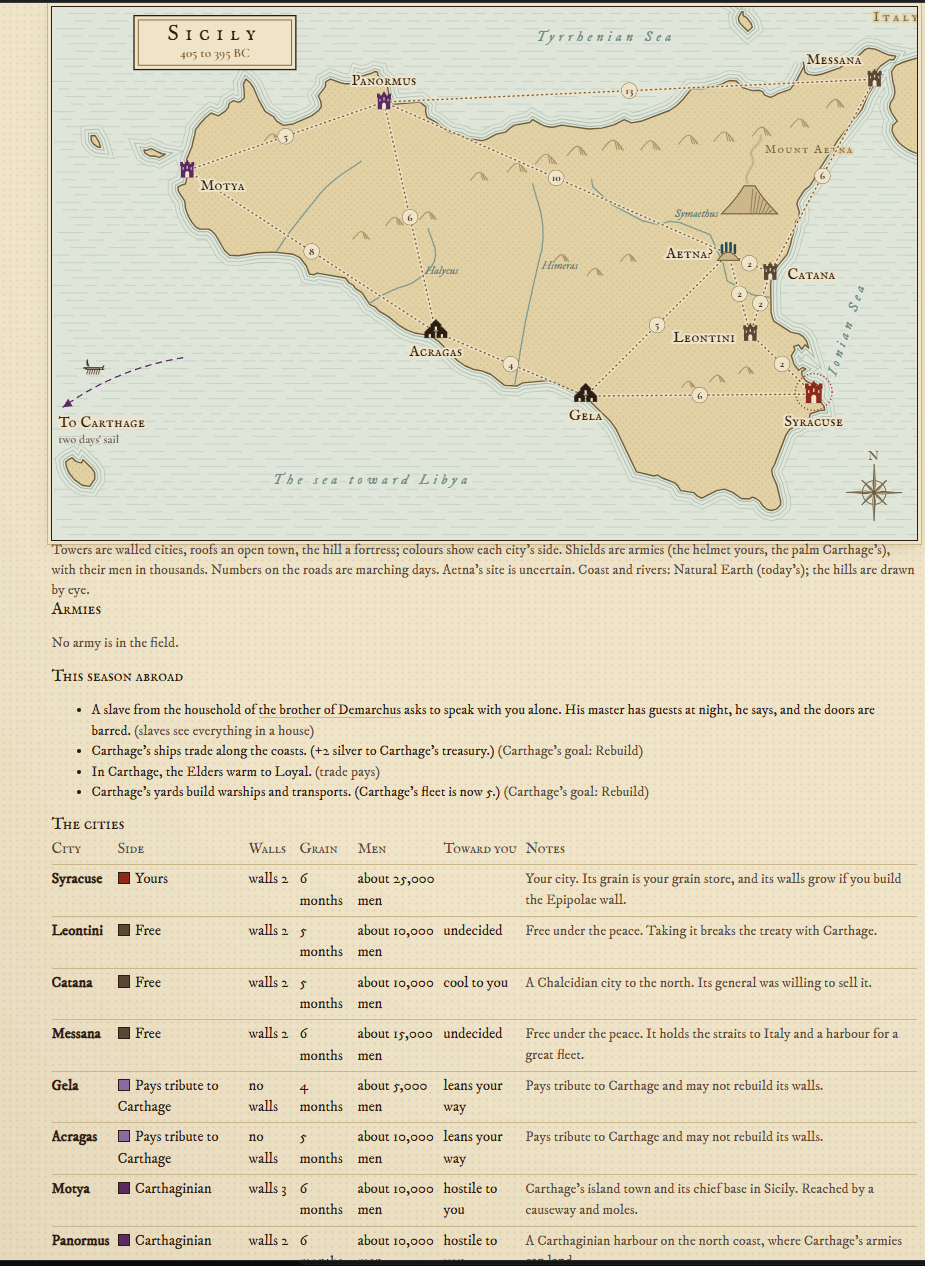 SICILY
405 to 395 BC
Tyrrhenian Sea
ITALY
MESSANA
PANORMUS
13
5
MOUNT AETNA
10
6
MOTYA
6
Symaethus
8
AETNA?
Halycus
Himeras
2
CATANA
2
2
Ionian Sea
5
LEONTINI
ACRAGAS
4
2
6
GELA
SYRACUSE
TO CARTHAGE
two days' sail
The sea toward Libya
N
Towers are walled cities, roofs an open town, the hill a fortress; colours show each city's side. Shields are armies (the helmet yours, the palm Carthage's),
with their men in thousands. Numbers on the roads are marching days. Aetna's site is uncertain. Coast and rivers: Natural Earth (today's); the hills are drawn
by eye.
ARMIES
No army is in the field.
THIS SEASON ABROAD
• A slave from the household of the brother of Demarchus asks to speak with you alone. His master has guests at night, he says, and the doors are
barred. (slaves see everything in a house)
• Carthage's ships trade along the coasts. (+2 silver to Carthage's treasury.) (Carthage's goal: Rebuild)
• In Carthage, the Elders warm to Loyal. (trade pays)
• Carthage's yards build warships and transports. (Carthage's fleet is now 5.) (Carthage's goal: Rebuild)
THE CITIES
CITY SIDE WALLS GRAIN MEN TOWARD YOU NOTES
Syracuse Yours walls 2 6 about 25,000 Your city. Its grain is your grain store, and its walls grow if you build
months men the Epipolae wall.
Leontini Free walls 2 5 about 10,000 undecided Free under the peace. Taking it breaks the treaty with Carthage.
months men
Catana Free walls 2 5 about 10,000 cool to you A Chalcidian city to the north. Its general was willing to sell it.
months men
Messana Free walls 2 6 about 15,000 undecided Free under the peace. It holds the straits to Italy and a harbour for a
months men great fleet.
Gela Pays tribute to no 4 about 5,000 leans your Pays tribute to Carthage and may not rebuild its walls.
Carthage walls months men way
Acragas Pays tribute to no 5 about 10,000 leans your Pays tribute to Carthage and may not rebuild its walls.
Carthage walls months men way
Motya Carthaginian walls 3 6 about 10,000 hostile to Carthage's island town and its chief base in Sicily. Reached by a
months men you causeway and moles.
Panormus Carthaginian walls 2 6 about 10,000 hostile to A Carthaginian harbour on the north coast, where Carthage's armies